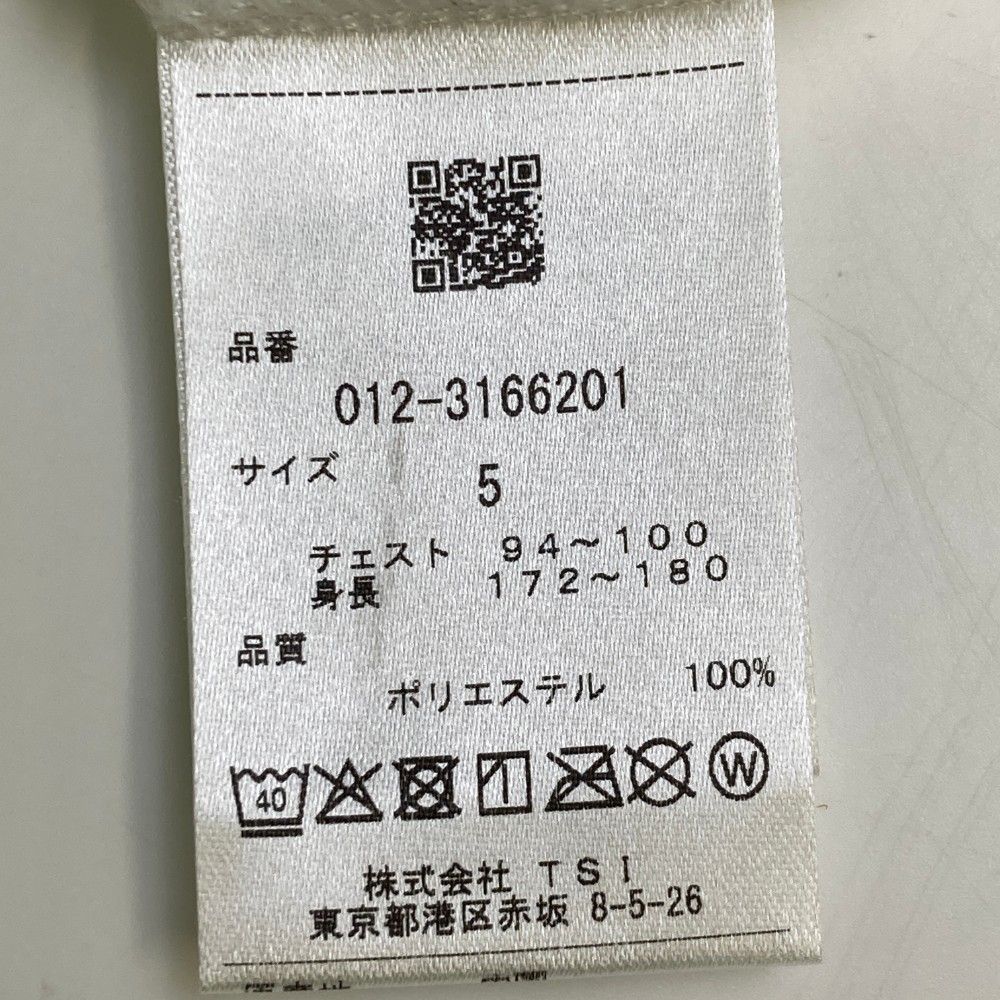 品番
012-3166201
サイズ 5
チェスト 94~100
身長 172~180
品質
ポリエステル 100%
40 W
株式会社 TSI
東京都港区赤坂 8-5-26